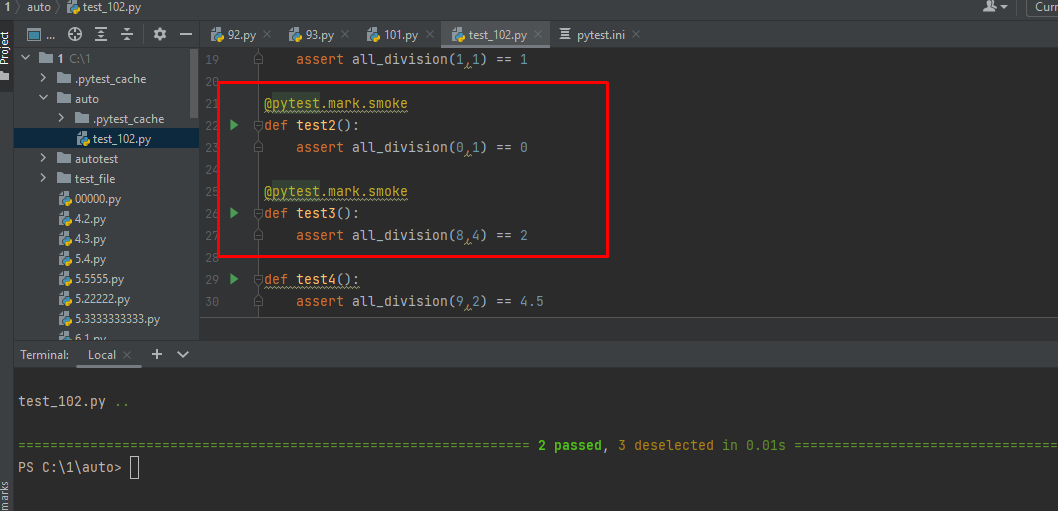 1 › auto › test_102.py
Curr
Project
...
92.py
93.py
101.py
test_102.py
pytest.ini
1 C:\1
.pytest_cache
auto
.pytest_cache
test_102.py
autotest
test_file
00000.py
4.2.py
4.3.py
5.4.py
5.5555.py
5.22222.py
5.3333333333.py
6.1.py
19 assert all_division(1,1) == 1
20
21 @pytest.mark.smoke
22 def test2():
23 assert all_division(0,1) == 0
24
25 @pytest.mark.smoke
26 def test3():
27 assert all_division(8,4) == 2
28
29 def test4():
30 assert all_division(9,2) == 4.5
Terminal: Local
test_102.py ..
2 passed, 3 deselected in 0.01s
PS C:\1\auto>
marks